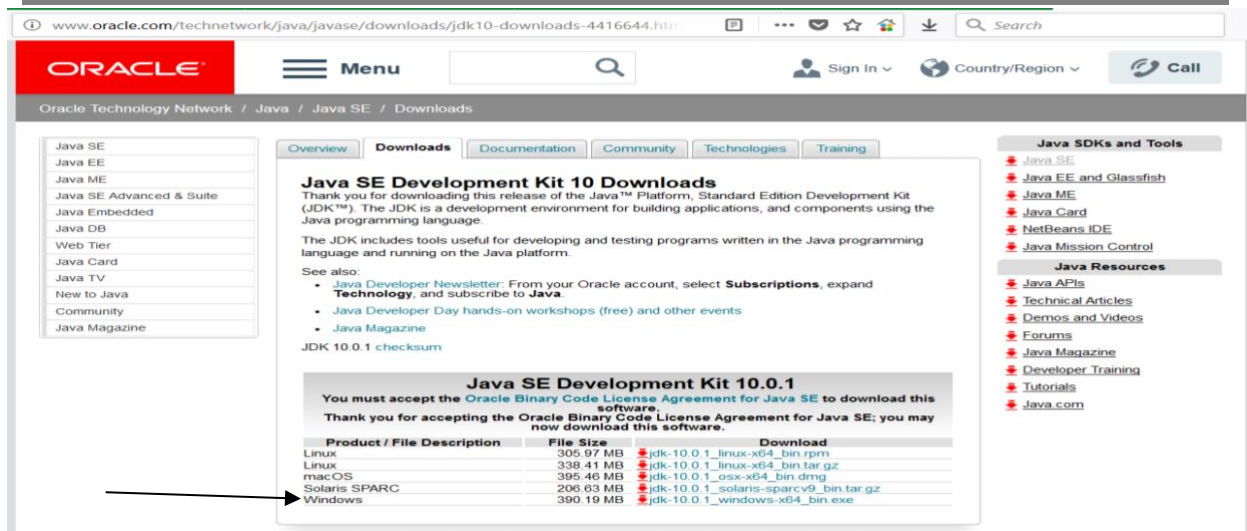 www.oracle.com/technetwork/java/javase/downloads/jdk10-downloads-4416644.htm
Search
ORACLE
Menu
Sign In
Country/Region
Call
Oracle Technology Network / Java / Java SE / Downloads
Java SE
Java EE
Java ME
Java SE Advanced & Suite
Java Embedded
Java DB
Web Tier
Java Card
Java TV
New to Java
Community
Java Magazine
Overview
Downloads
Documentation
Community
Technologies
Training
Java SE Development Kit 10 Downloads
Thank you for downloading this release of the Java™ Platform, Standard Edition Development Kit
(JDK™). The JDK is a development environment for building applications, and components using the
Java programming language.
The JDK includes tools useful for developing and testing programs written in the Java programming
language and running on the Java platform.
See also:
• Java Developer Newsletter: From your Oracle account, select Subscriptions, expand
Technology, and subscribe to Java.
• Java Developer Day hands-on workshops (free) and other events
• Java Magazine
JDK 10.0.1 checksum
Java SE Development Kit 10.0.1
You must accept the Oracle Binary Code License Agreement for Java SE to download this
software.
Thank you for accepting the Oracle Binary Code License Agreement for Java SE; you may
now download this software.
Product / File Description File Size Download
Linux 305.97 MB jdk-10.0.1_linux-x64_bin.rpm
Linux 338.41 MB jdk-10.0.1_linux-x64_bin.tar.gz
macOS 395.46 MB jdk-10.0.1_osx-x64_bin.dmg
Solaris SPARC 206.63 MB jdk-10.0.1_solaris-sparcv9_bin.tar.gz
Windows 390.19 MB jdk-10.0.1_windows-x64_bin.exe
Java SDKs and Tools
Java SE
Java EE and Glassfish
Java ME
Java Card
NetBeans IDE
Java Mission Control
Java Resources
Java APIs
Technical Articles
Demos and Videos
Forums
Java Magazine
Developer Training
Tutorials
Java.com